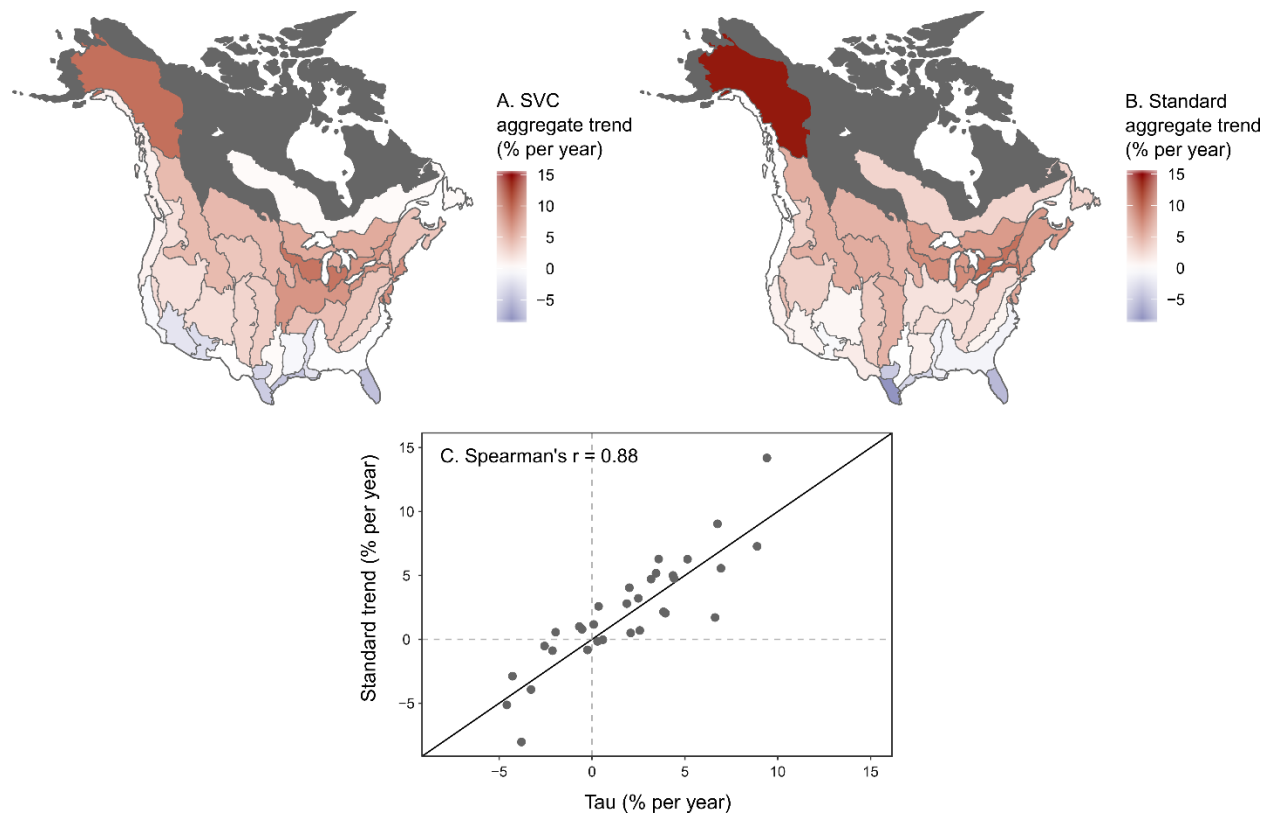 A. SVC
aggregate trend
(% per year)
15
10
5
0
−5
B. Standard
aggregate trend
(% per year)
15
10
5
0
−5
C. Spearman's r = 0.88
Standard trend (% per year)
15
10
5
0
−5
−5
0
5
10
15
Tau (% per year)